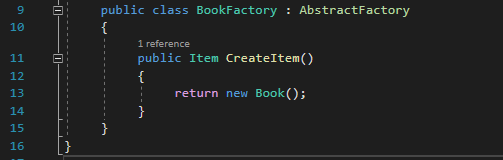 9 public class BookFactory : AbstractFactory
10 {
1 reference
11 public Item CreateItem()
12 {
13 return new Book();
14 }
15 }
16 }